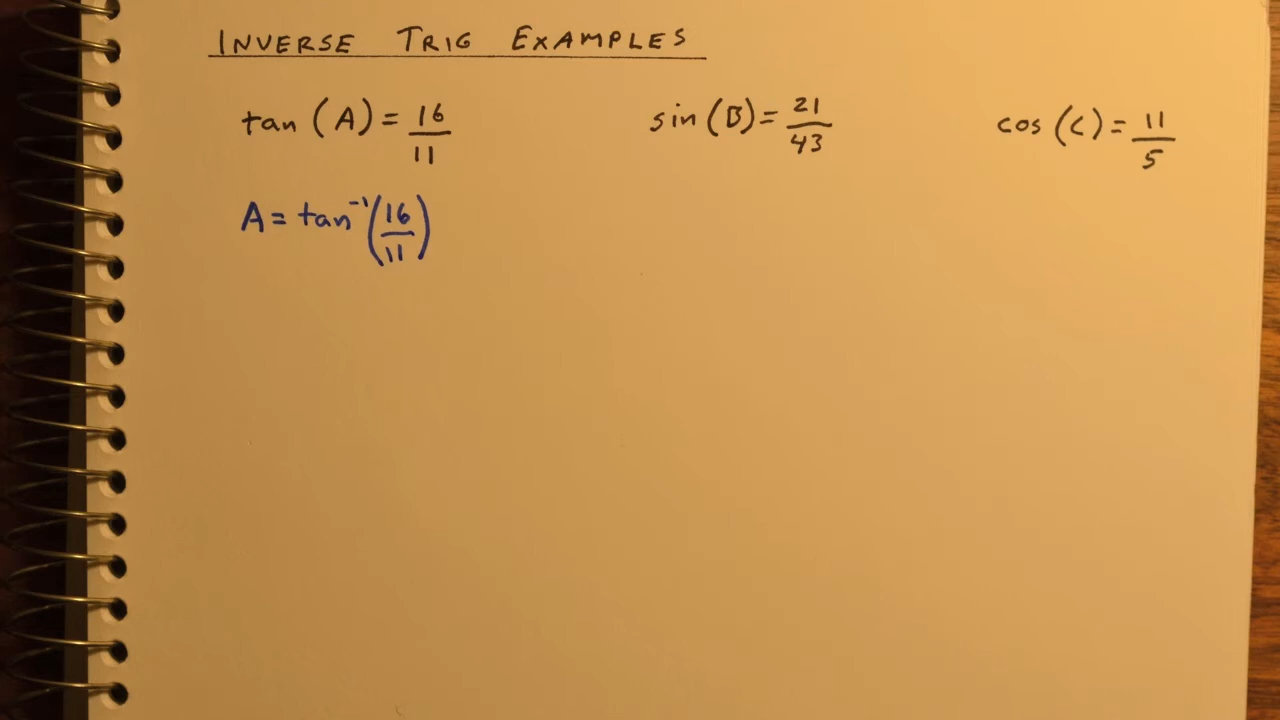 INVERSE TRIG EXAMPLES
tan (A) = 16/11
sin (B) = 21/43
cos (C) = 11/5
A = tan⁻¹(16/11)